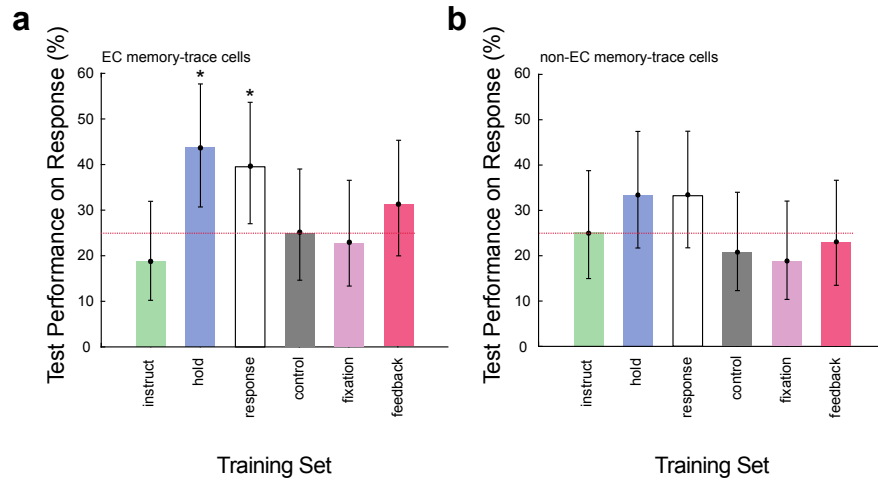 a
EC memory-trace cells
Test Performance on Response (%)
60
50
40
30
20
10
0
*
*
instruct
hold
response
control
fixation
feedback
Training Set
b
non-EC memory-trace cells
Test Performance on Response (%)
60
50
40
30
20
10
0
instruct
hold
response
control
fixation
feedback
Training Set